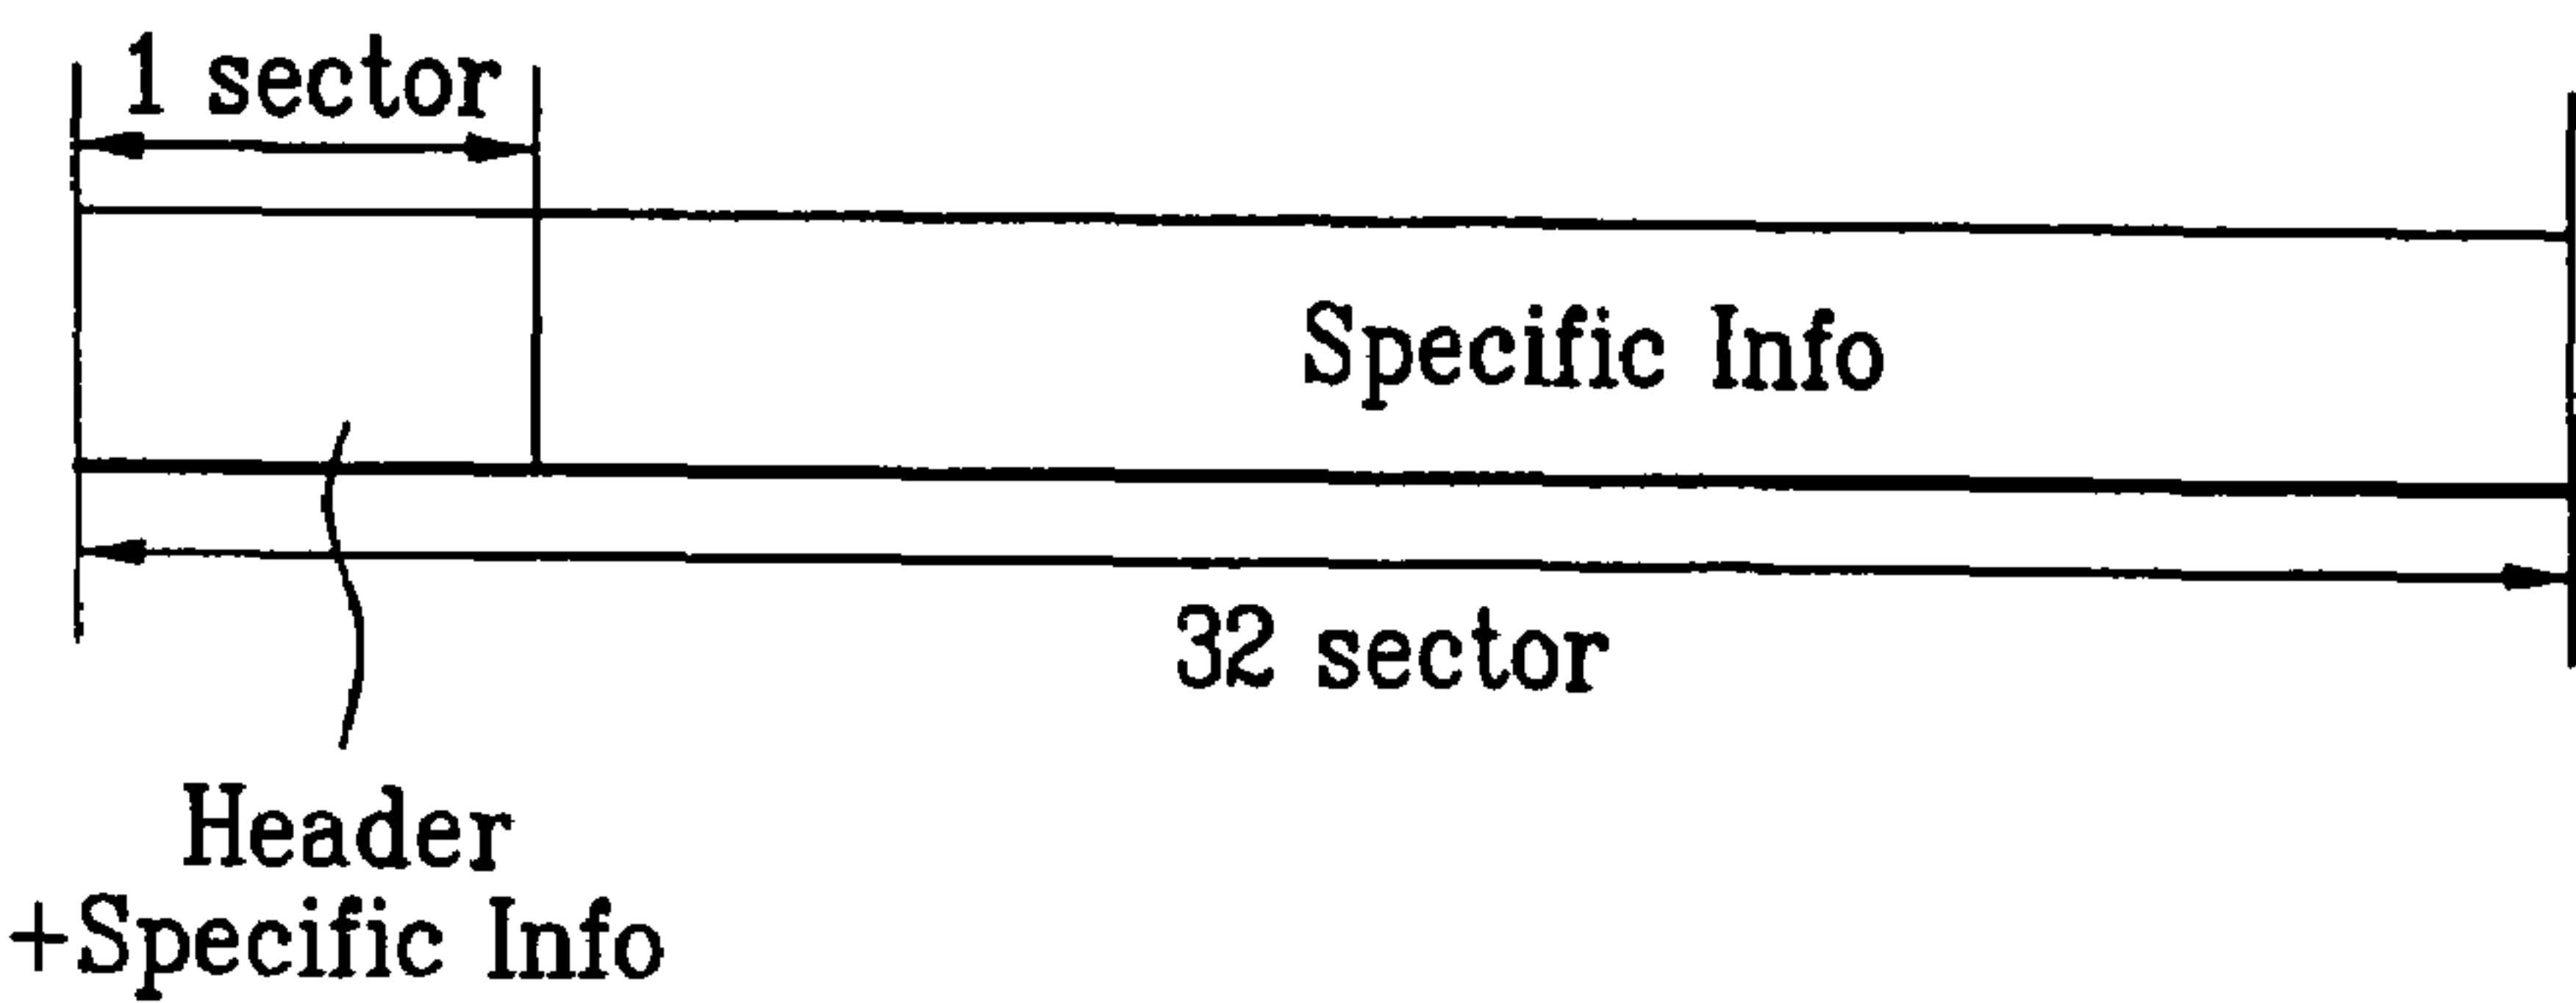 1 sector
Specific Info
32 sector
Header
+Specific Info